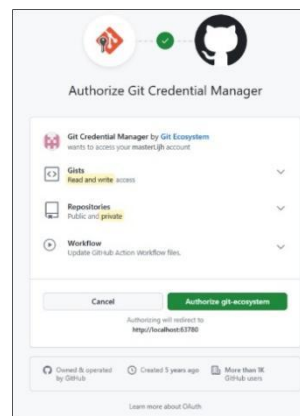 Authorize Git Credential Manager
Git Credential Manager by Git Ecosystem
wants to access your masterLijh account
Gists
Read and write access
Repositories
Public and private
Workflow
Update GitHub Action Workflow files.
Cancel
Authorize git-ecosystem
Authorizing will redirect to
http://localhost:63780
Owned & operated
by GitHub
Created 5 years ago
More than 1K
GitHub users
Learn more about OAuth